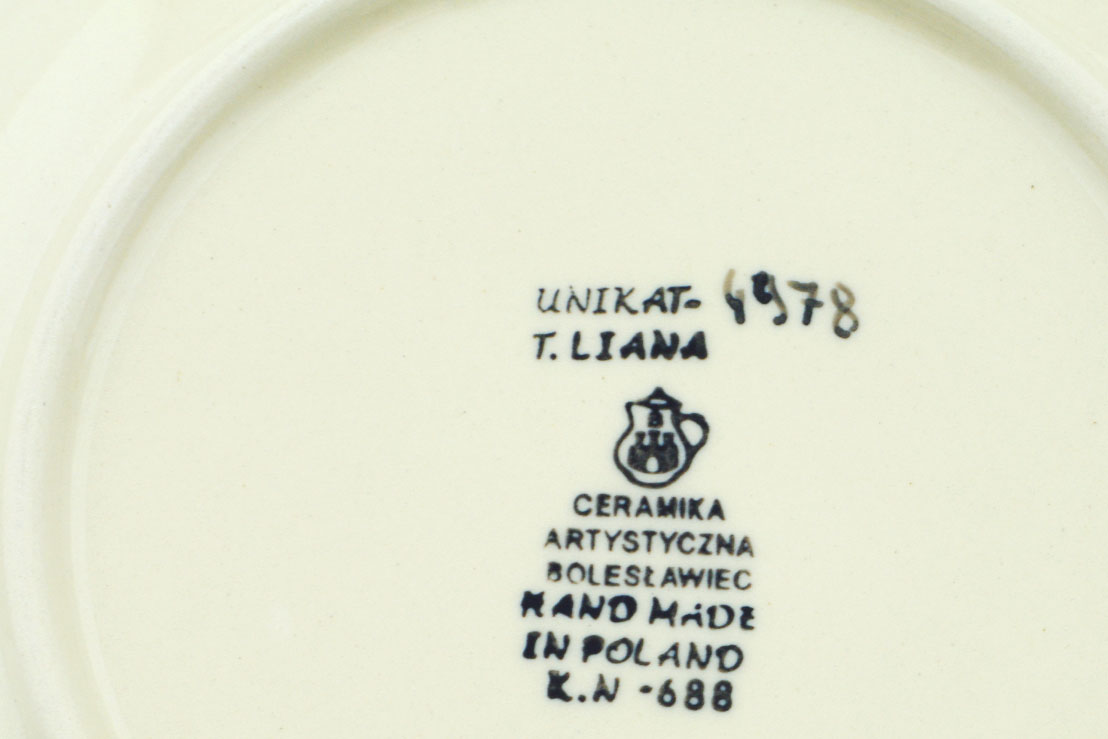 UNIKAT- 4978
T. LIANA
CERAMIKA
ARTYSTYCZNA
BOLESŁAWIEC
HAND MADE
IN POLAND
K.N -688